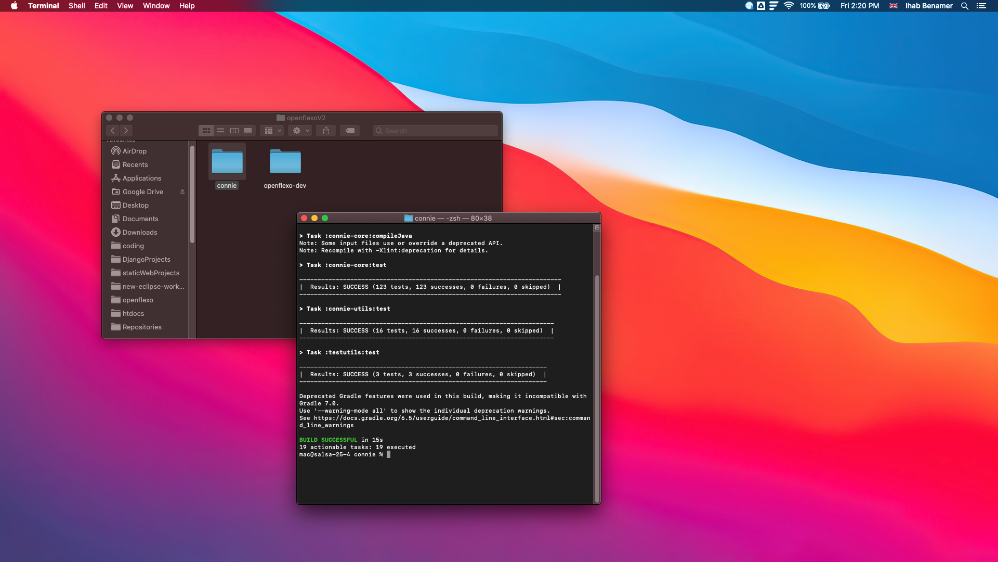 Terminal Shell Edit View Window Help
100% Fri 2:20 PM Ihab Benamer
openflexoV2
Search
Favourites
AirDrop
Recents
Applications
Google Drive
Desktop
Documents
Downloads
coding
DjangoProjects
staticWebProjects
new-eclipse-work...
openflexo
htdocs
Repositories
connie
openflexo-dev
connie — -zsh — 80×38
> Task :connie-core:compileJava
Note: Some input files use or override a deprecated API.
Note: Recompile with -Xlint:deprecation for details.
> Task :connie-core:test
----------------------------------------------------------------------
|  Results: SUCCESS (123 tests, 123 successes, 0 failures, 0 skipped)  |
----------------------------------------------------------------------
> Task :connie-utils:test
--------------------------------------------------------------------
|  Results: SUCCESS (16 tests, 16 successes, 0 failures, 0 skipped)  |
--------------------------------------------------------------------
> Task :testutils:test
------------------------------------------------------------------
|  Results: SUCCESS (3 tests, 3 successes, 0 failures, 0 skipped)  |
------------------------------------------------------------------
Deprecated Gradle features were used in this build, making it incompatible with
Gradle 7.0.
Use '--warning-mode all' to show the individual deprecation warnings.
See https://docs.gradle.org/6.5/userguide/command_line_interface.html#sec:comman
d_line_warnings
BUILD SUCCESSFUL in 15s
19 actionable tasks: 19 executed
mac@salsa-25-4 connie %